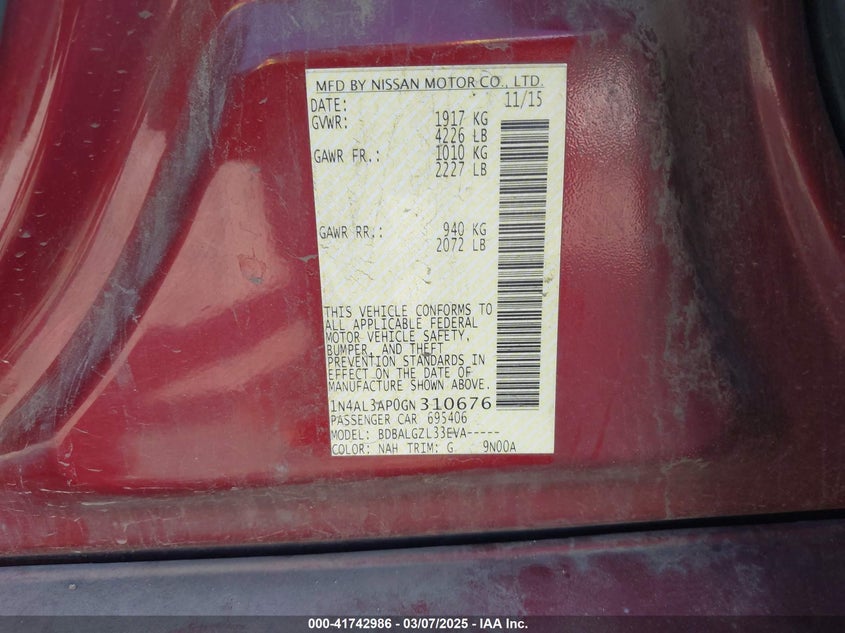 MFD BY NISSAN MOTOR CO., LTD.
DATE: 11/15
GVWR: 1917 KG
4226 LB
GAWR FR.: 1010 KG
2227 LB
GAWR RR.: 940 KG
2072 LB
THIS VEHICLE CONFORMS TO
ALL APPLICABLE FEDERAL
MOTOR VEHICLE SAFETY,
BUMPER, AND THEFT
PREVENTION STANDARDS IN
EFFECT ON THE DATE OF
MANUFACTURE SHOWN ABOVE.
1N4AL3AP0GN310676
PASSENGER CAR 695406
MODEL: BDBALGZL33EVA-----
COLOR: NAH TRIM: G 9N00A
000-41742986 - 03/07/2025 - IAA Inc.